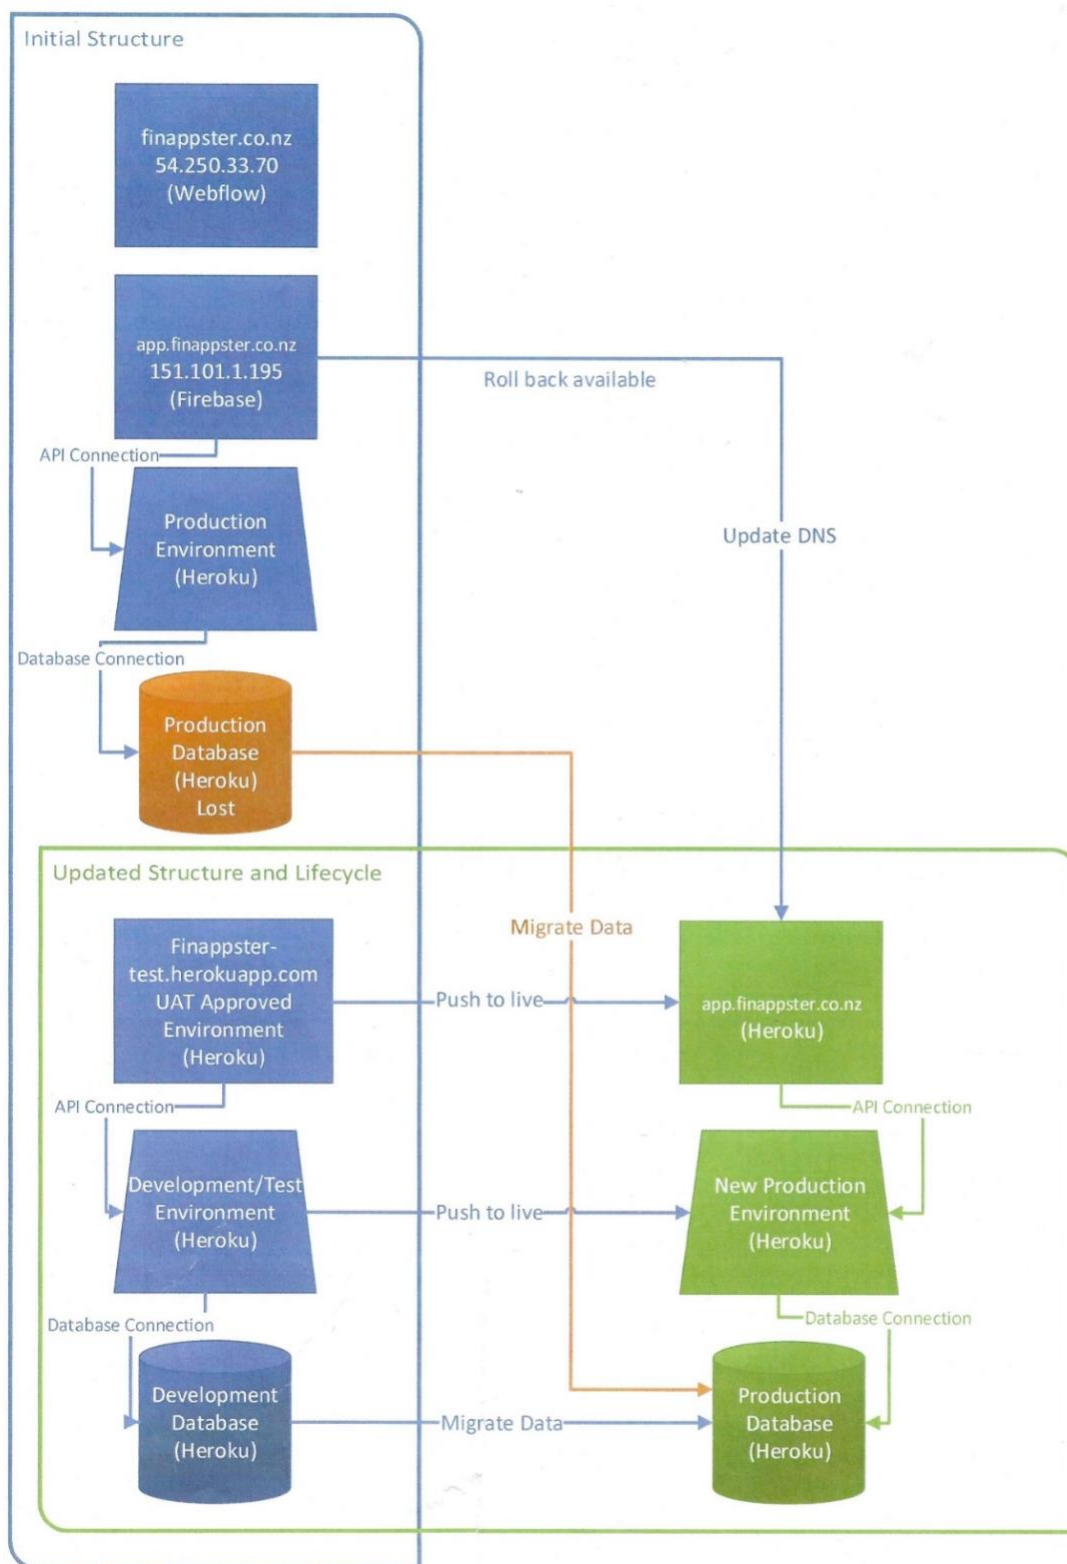 Initial Structure
finappster.co.nz
54.250.33.70
(Webflow)
app.finappster.co.nz
151.101.1.195
(Firebase)
Roll back available
API Connection
Production
Environment
(Heroku)
Update DNS
Database Connection
Production
Database
(Heroku)
Lost
Updated Structure and Lifecycle
Finappster-
test.herokuapp.com
UAT Approved
Environment
(Heroku)
Migrate Data
Push to live
app.finappster.co.nz
(Heroku)
API Connection
API Connection
Development/Test
Environment
(Heroku)
Push to live
New Production
Environment
(Heroku)
Database Connection
Database Connection
Development
Database
(Heroku)
Migrate Data
Production
Database
(Heroku)